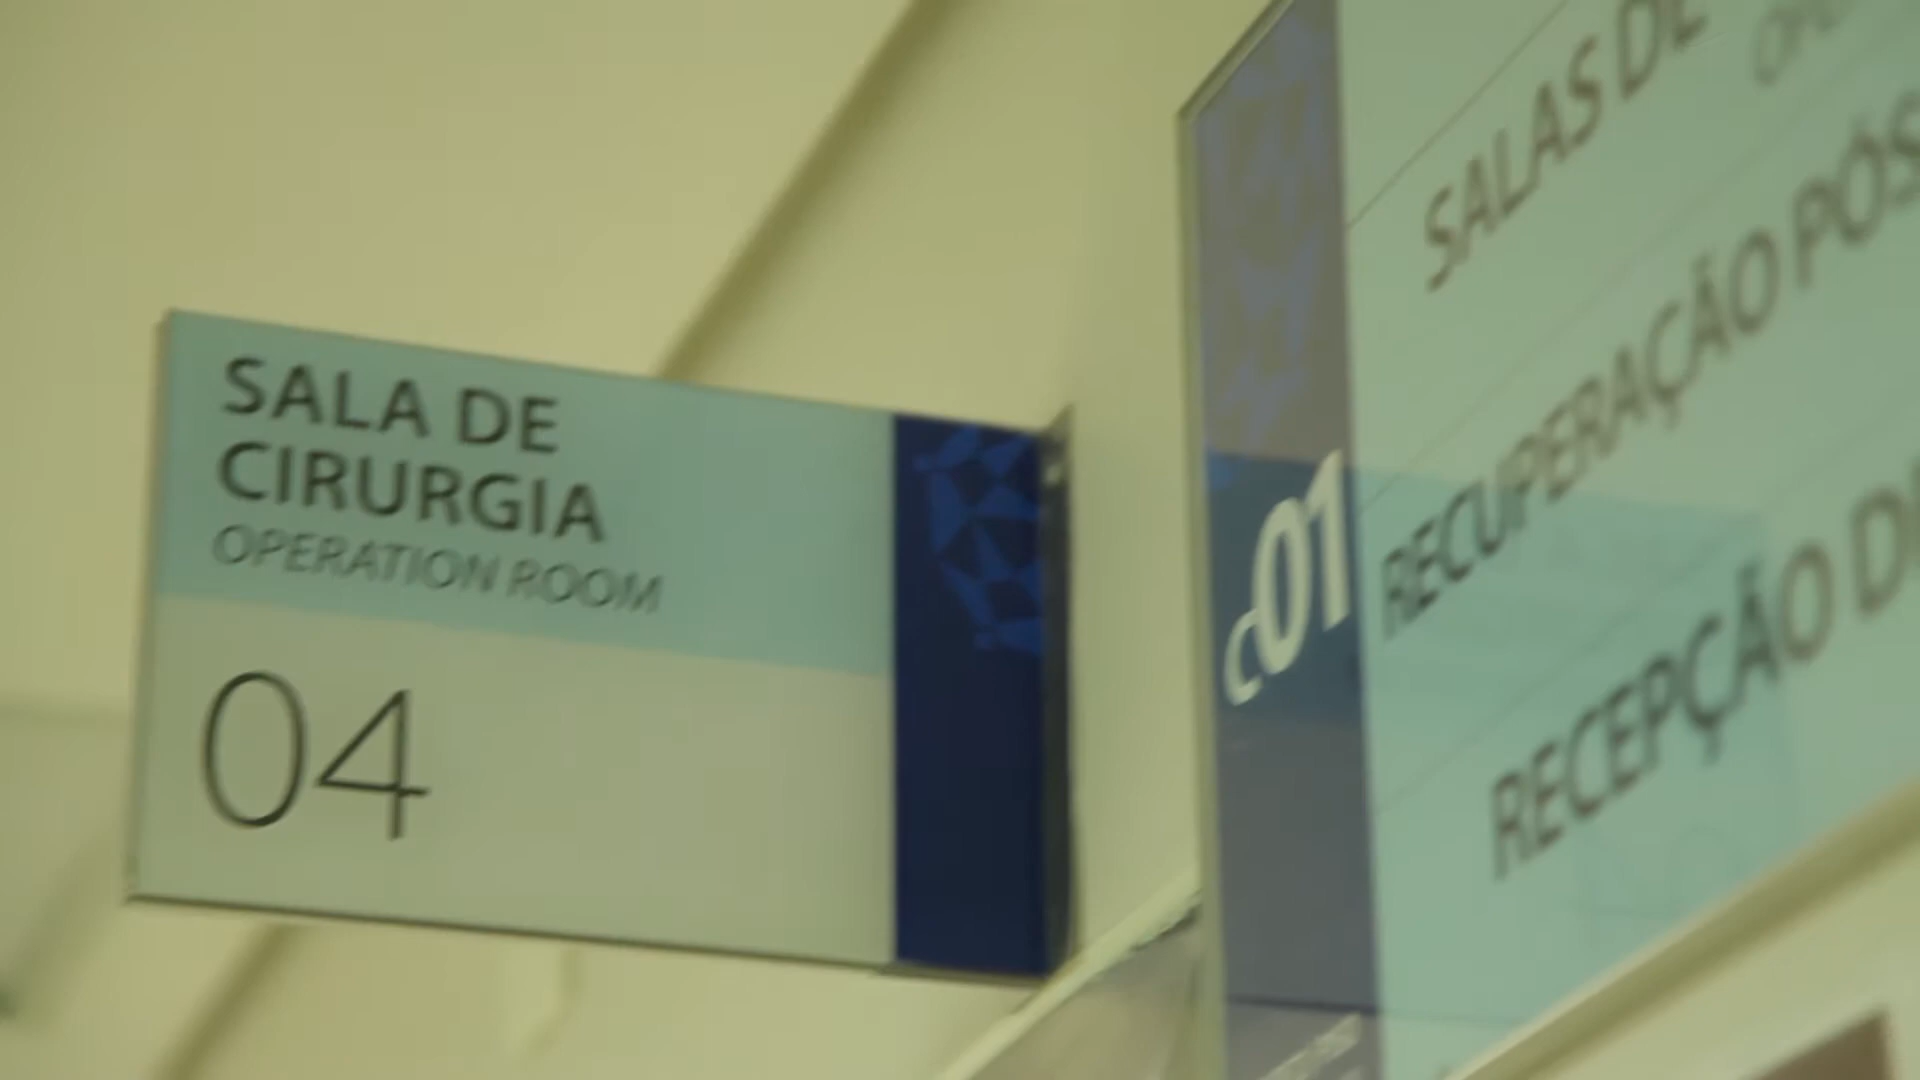 SALA DE
CIRURGIA
OPERATION ROOM
04
C01
SALAS DE
RECUPERAÇÃO PÓS
RECEPÇÃO